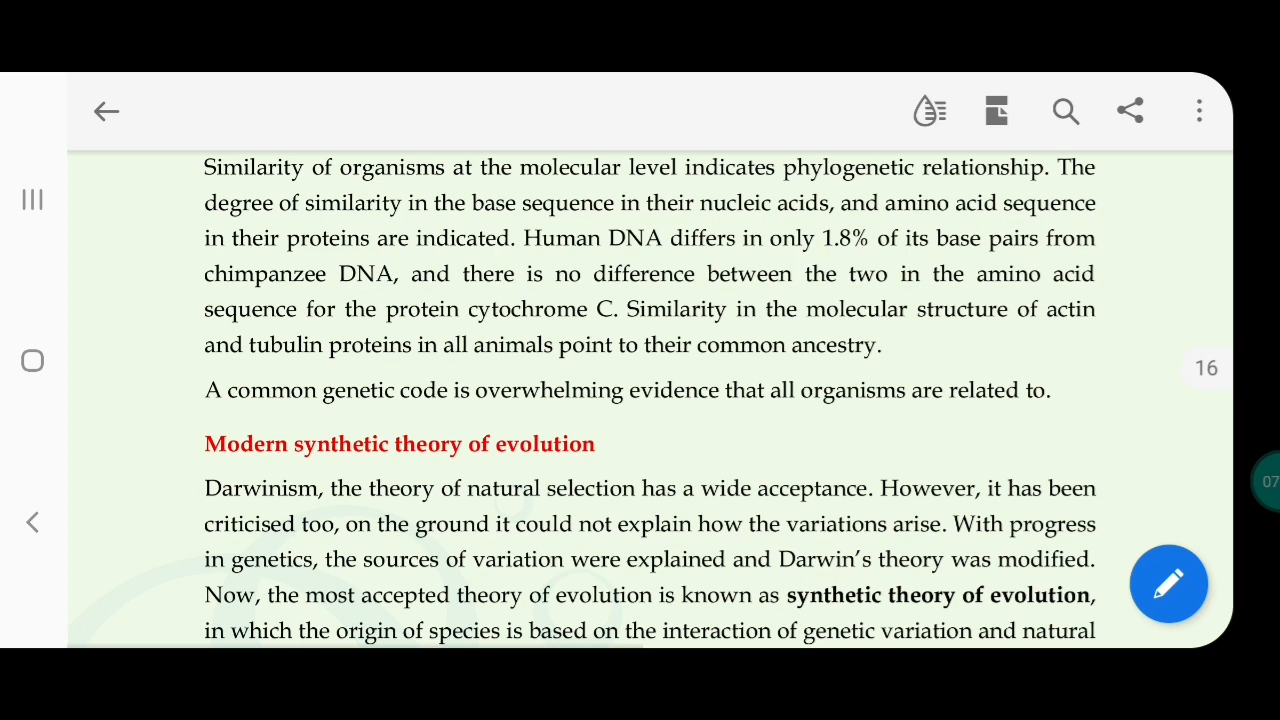 Similarity of organisms at the molecular level indicates phylogenetic relationship. The
degree of similarity in the base sequence in their nucleic acids, and amino acid sequence
in their proteins are indicated. Human DNA differs in only 1.8% of its base pairs from
chimpanzee DNA, and there is no difference between the two in the amino acid
sequence for the protein cytochrome C. Similarity in the molecular structure of actin
and tubulin proteins in all animals point to their common ancestry.
16
A common genetic code is overwhelming evidence that all organisms are related to.
Modern synthetic theory of evolution
Darwinism, the theory of natural selection has a wide acceptance. However, it has been
07
criticised too, on the ground it could not explain how the variations arise. With progress
in genetics, the sources of variation were explained and Darwin's theory was modified.
Now, the most accepted theory of evolution is known as synthetic theory of evolution,
in which the origin of species is based on the interaction of genetic variation and natural